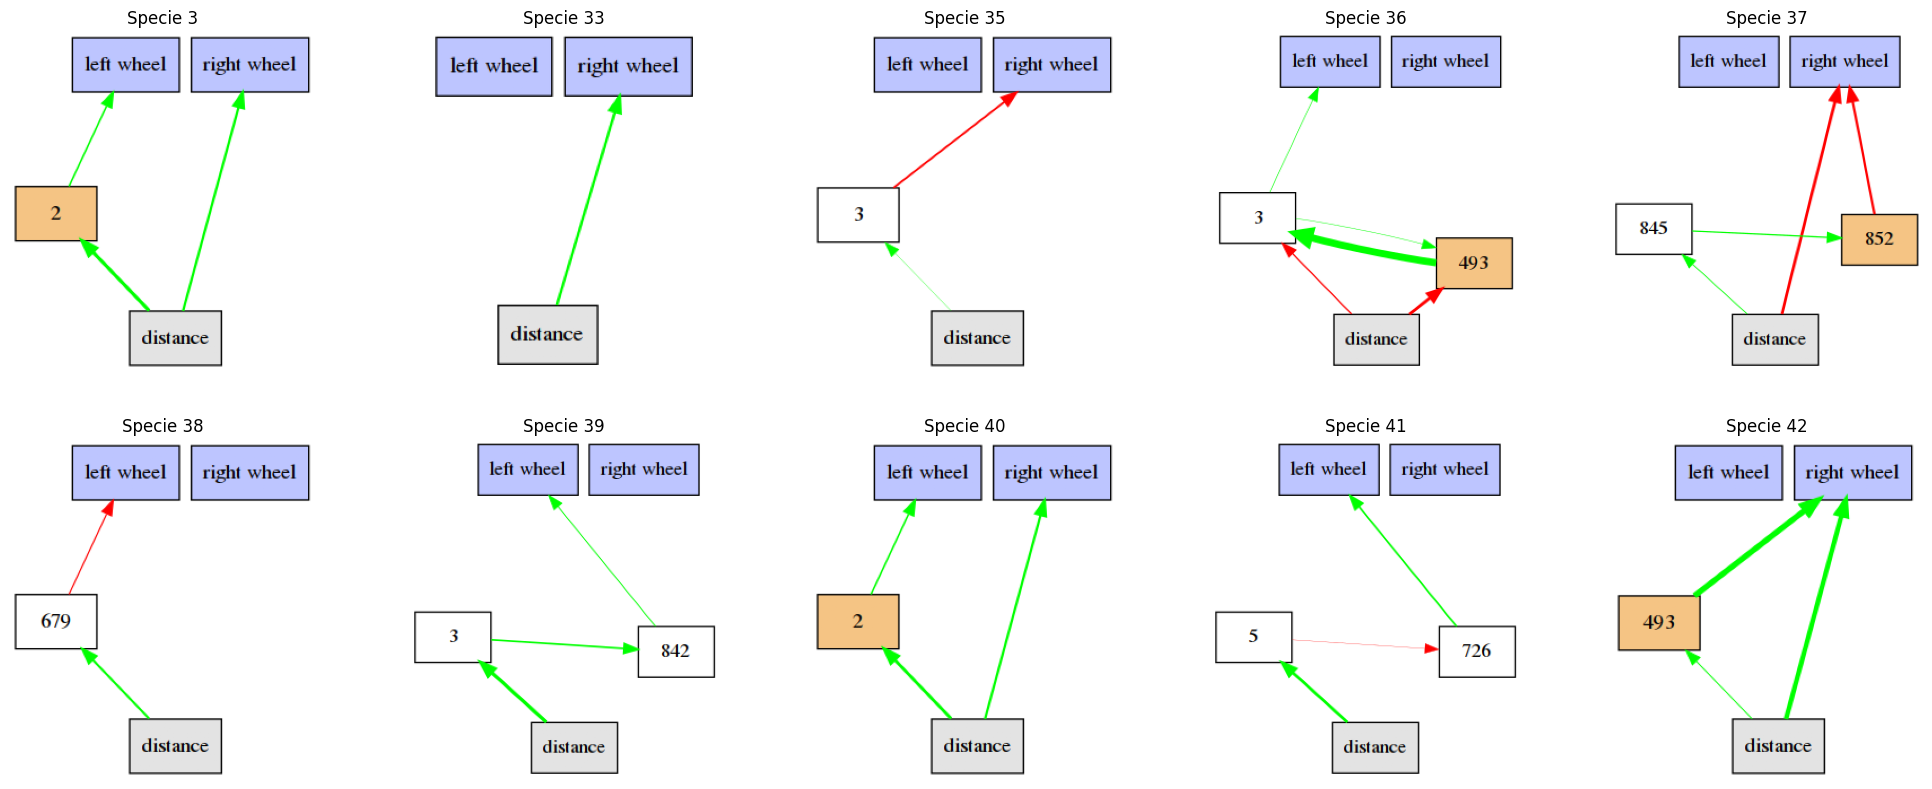 Specie 3
left wheel
right wheel
2
distance
Specie 33
left wheel
right wheel
distance
Specie 35
left wheel
right wheel
3
distance
Specie 36
left wheel
right wheel
3
493
distance
Specie 37
left wheel
right wheel
845
852
distance
Specie 38
left wheel
right wheel
679
distance
Specie 39
left wheel
right wheel
3
842
distance
Specie 40
left wheel
right wheel
2
distance
Specie 41
left wheel
right wheel
5
726
distance
Specie 42
left wheel
right wheel
493
distance